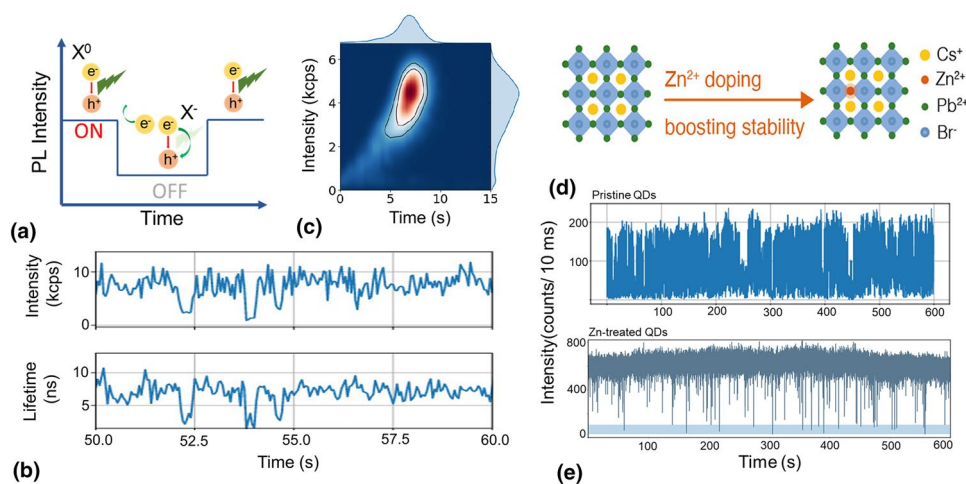 X⁰
e⁻
h⁺
ON
PL Intensity
e⁻
e⁻
X⁻
h⁺
OFF
e⁻
h⁺
Time
(a)
Intensity (kcps)
6
4
2
0
0
5
10
15
Time (s)
(c)
Zn²⁺ doping
boosting stability
Cs⁺
Zn²⁺
Pb²⁺
Br⁻
(d)
Intensity
(kcps)
10
0
Lifetime
(ns)
10
5
50.0
52.5
55.0
57.5
60.0
Time (s)
(b)
Pristine QDs
Intensity(counts/ 10 ms)
200
100
0
0
100
200
300
400
500
600
Zn-treated QDs
800
400
0
100
200
300
400
500
600
Time (s)
(e)